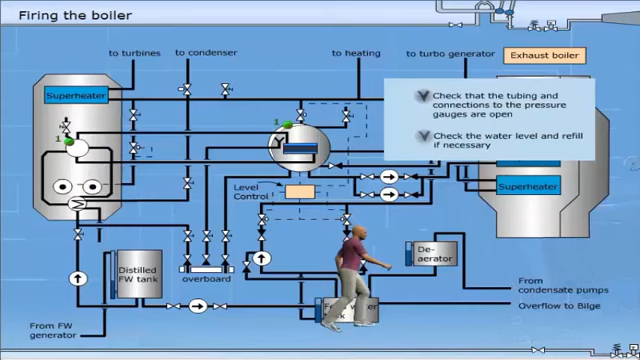 Firing the boiler
to turbines
to condenser
to heating
to turbo generator
Exhaust boiler
Superheater
Check that the tubing and
connections to the pressure
gauges are open
Check the water level and refill
if necessary
1
1
Level
Control
Superheater
Distilled
FW tank
overboard
De-
aerator
From
condensate pumps
Overflow to Bilge
From FW
generator